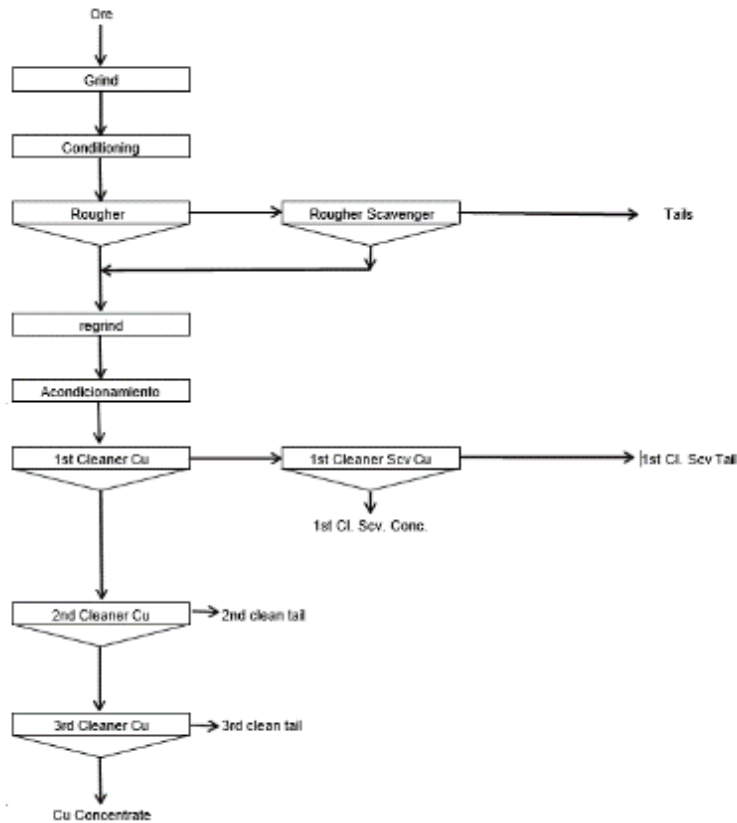 Ore
Grind
Conditioning
Rougher
Rougher Scavenger
Tails
regrind
Acondicionamiento
1st Cleaner Cu
1st Cleaner Scv Cu
1st Cl. Scv Tail
1st Cl. Scv. Conc.
2nd Cleaner Cu
2nd clean tail
3rd Cleaner Cu
3rd clean tail
Cu Concentrate